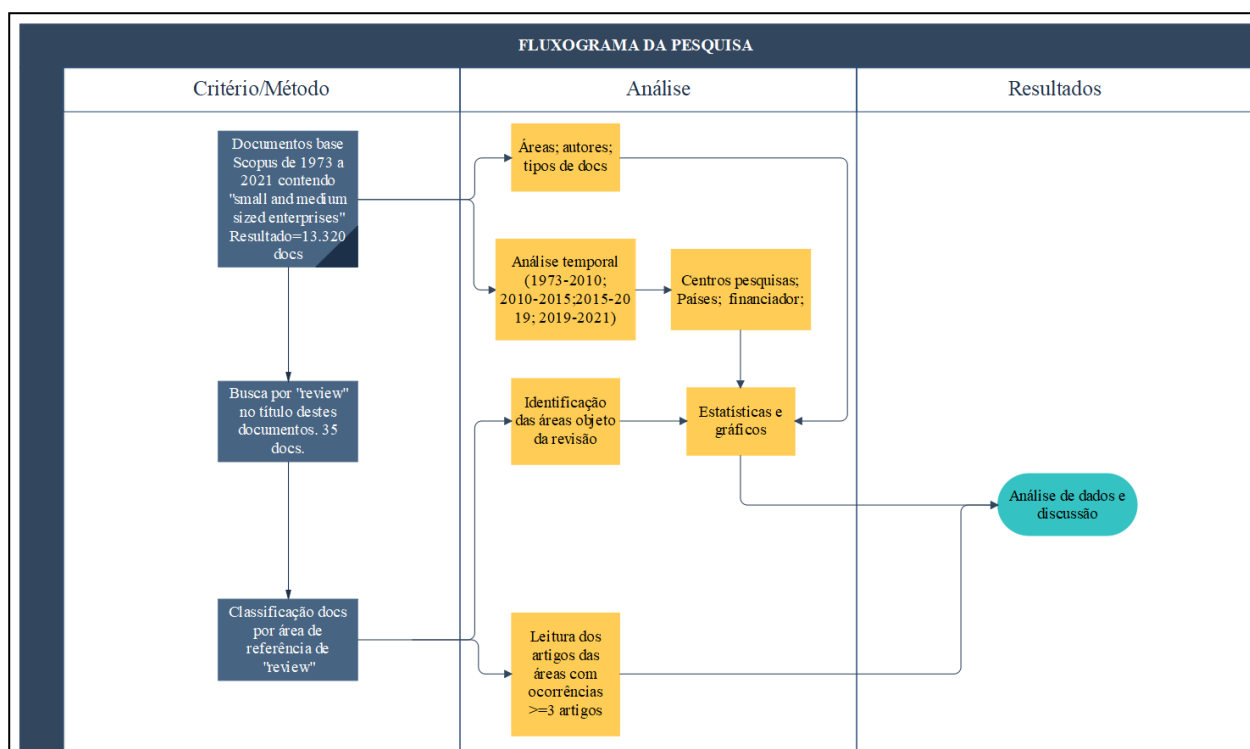 FLUXOGRAMA DA PESQUISA
Critério/Método
Análise
Resultados
Documentos base
Scopus de 1973 a
2021 contendo
"small and medium
sized enterprises"
Resultado=13.320
docs
Áreas; autores;
tipos de docs
Análise temporal
(1973-2010;
2010-2015;2015-20
19; 2019-2021)
Centros pesquisas;
Países; financiador;
Busca por "review"
no título destes
documentos. 35
docs.
Identificação
das áreas objeto
da revisão
Estatísticas e
gráficos
Análise de dados e
discussão
Classificação docs
por área de
referência de
"review"
Leitura dos
artigos das
áreas com
ocorrências
>=3 artigos